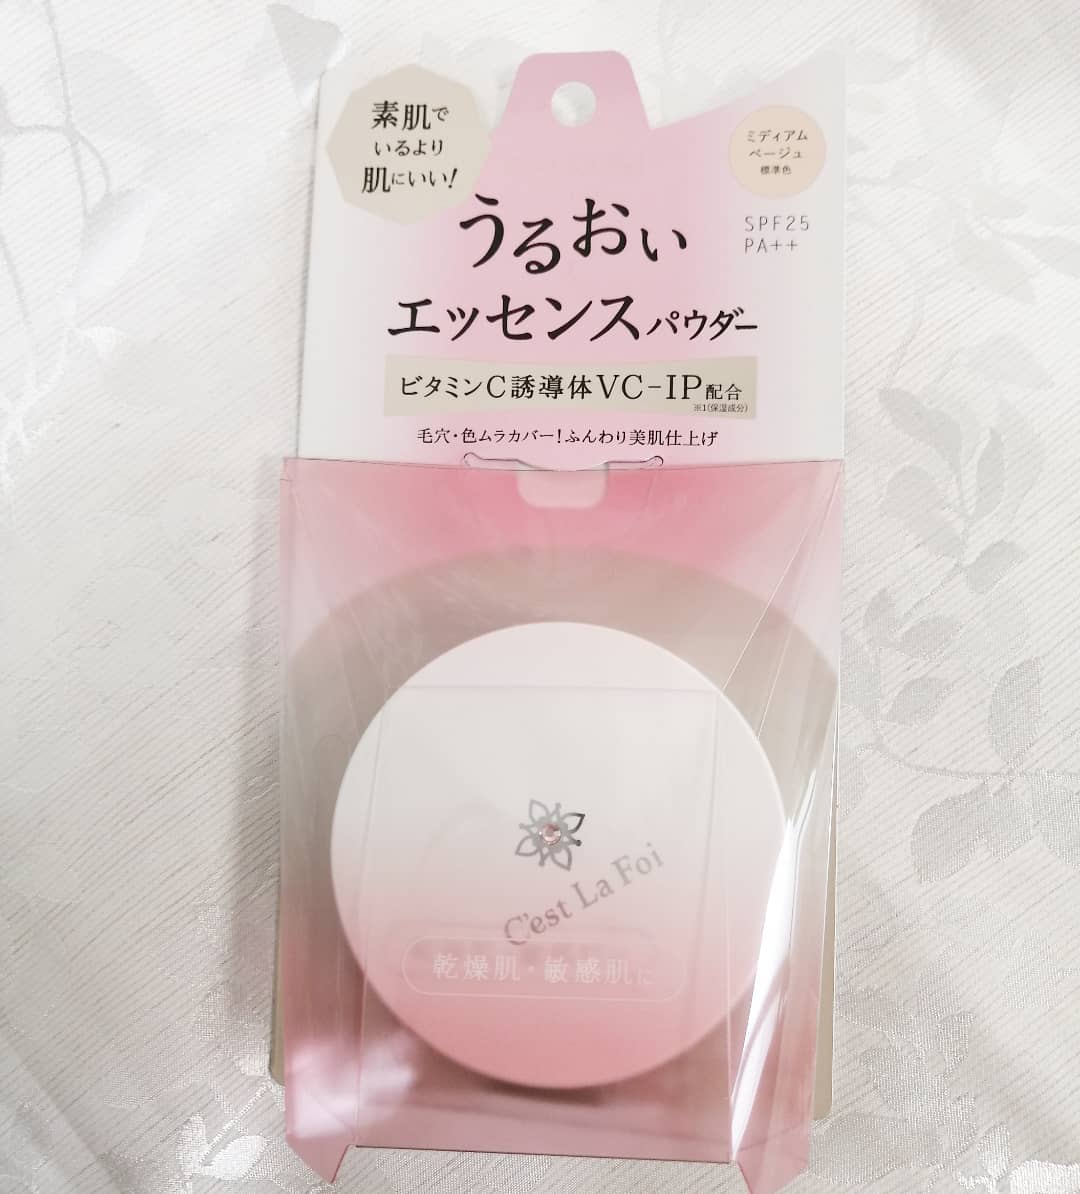 素肌で
いるより
肌にいい!
ミディアム
ベージュ
標準色
SPF25
PA++
うるおい
エッセンスパウダー
ビタミンC誘導体VC-IP配合
※1(保湿成分)
毛穴・色ムラカバー!ふんわり美肌仕上げ
C'est La Foi
乾燥肌・敏感肌に